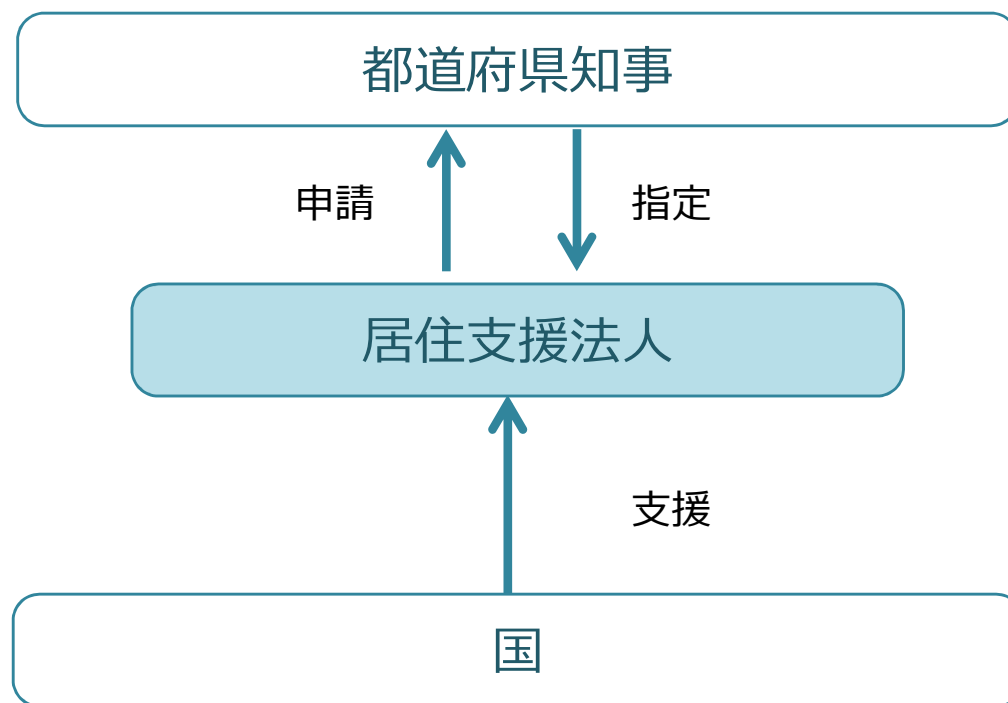 都道府県知事
申請
指定
居住支援法人
支援
国